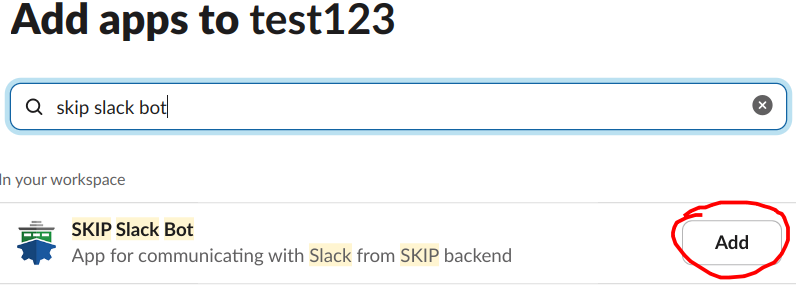 Add apps to test123
skip slack bot
In your workspace
SKIP Slack Bot
App for communicating with Slack from SKIP backend
Add